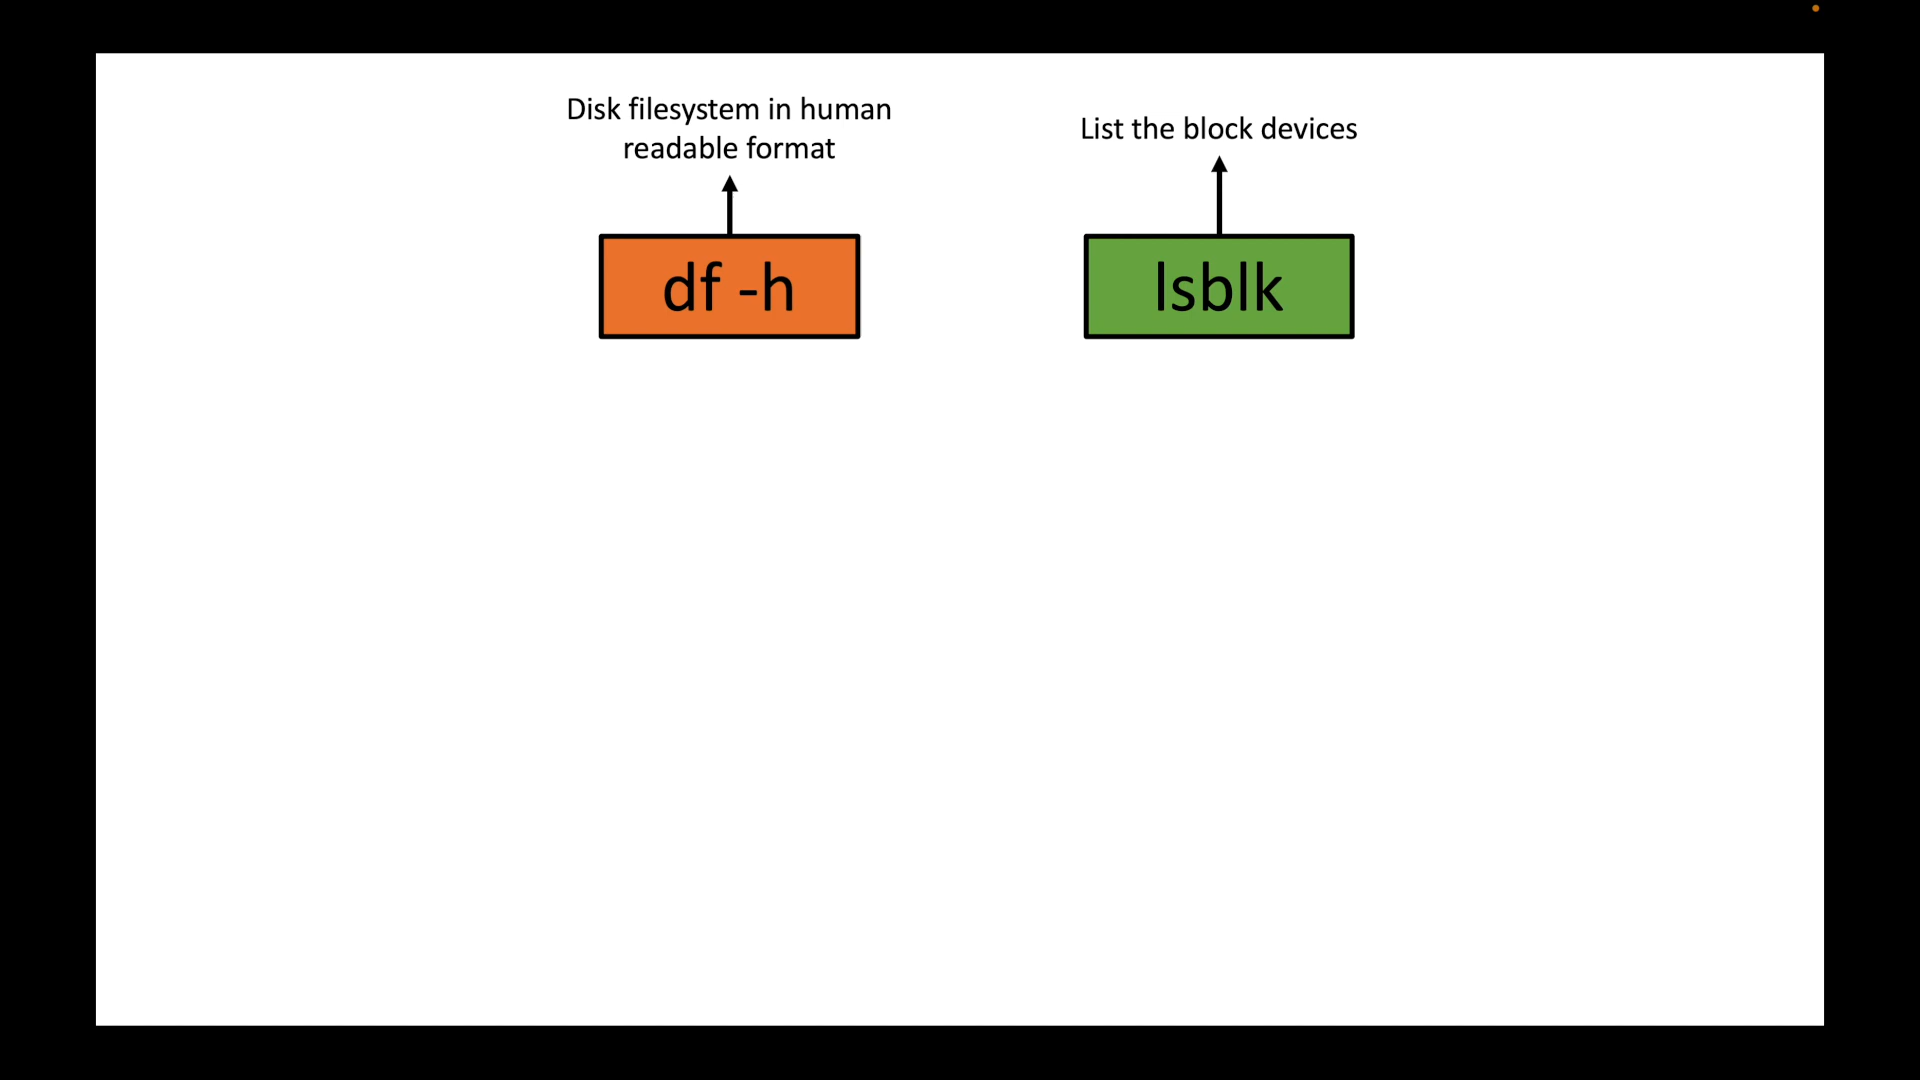 Disk filesystem in human
readable format
List the block devices
df -h
lsblk